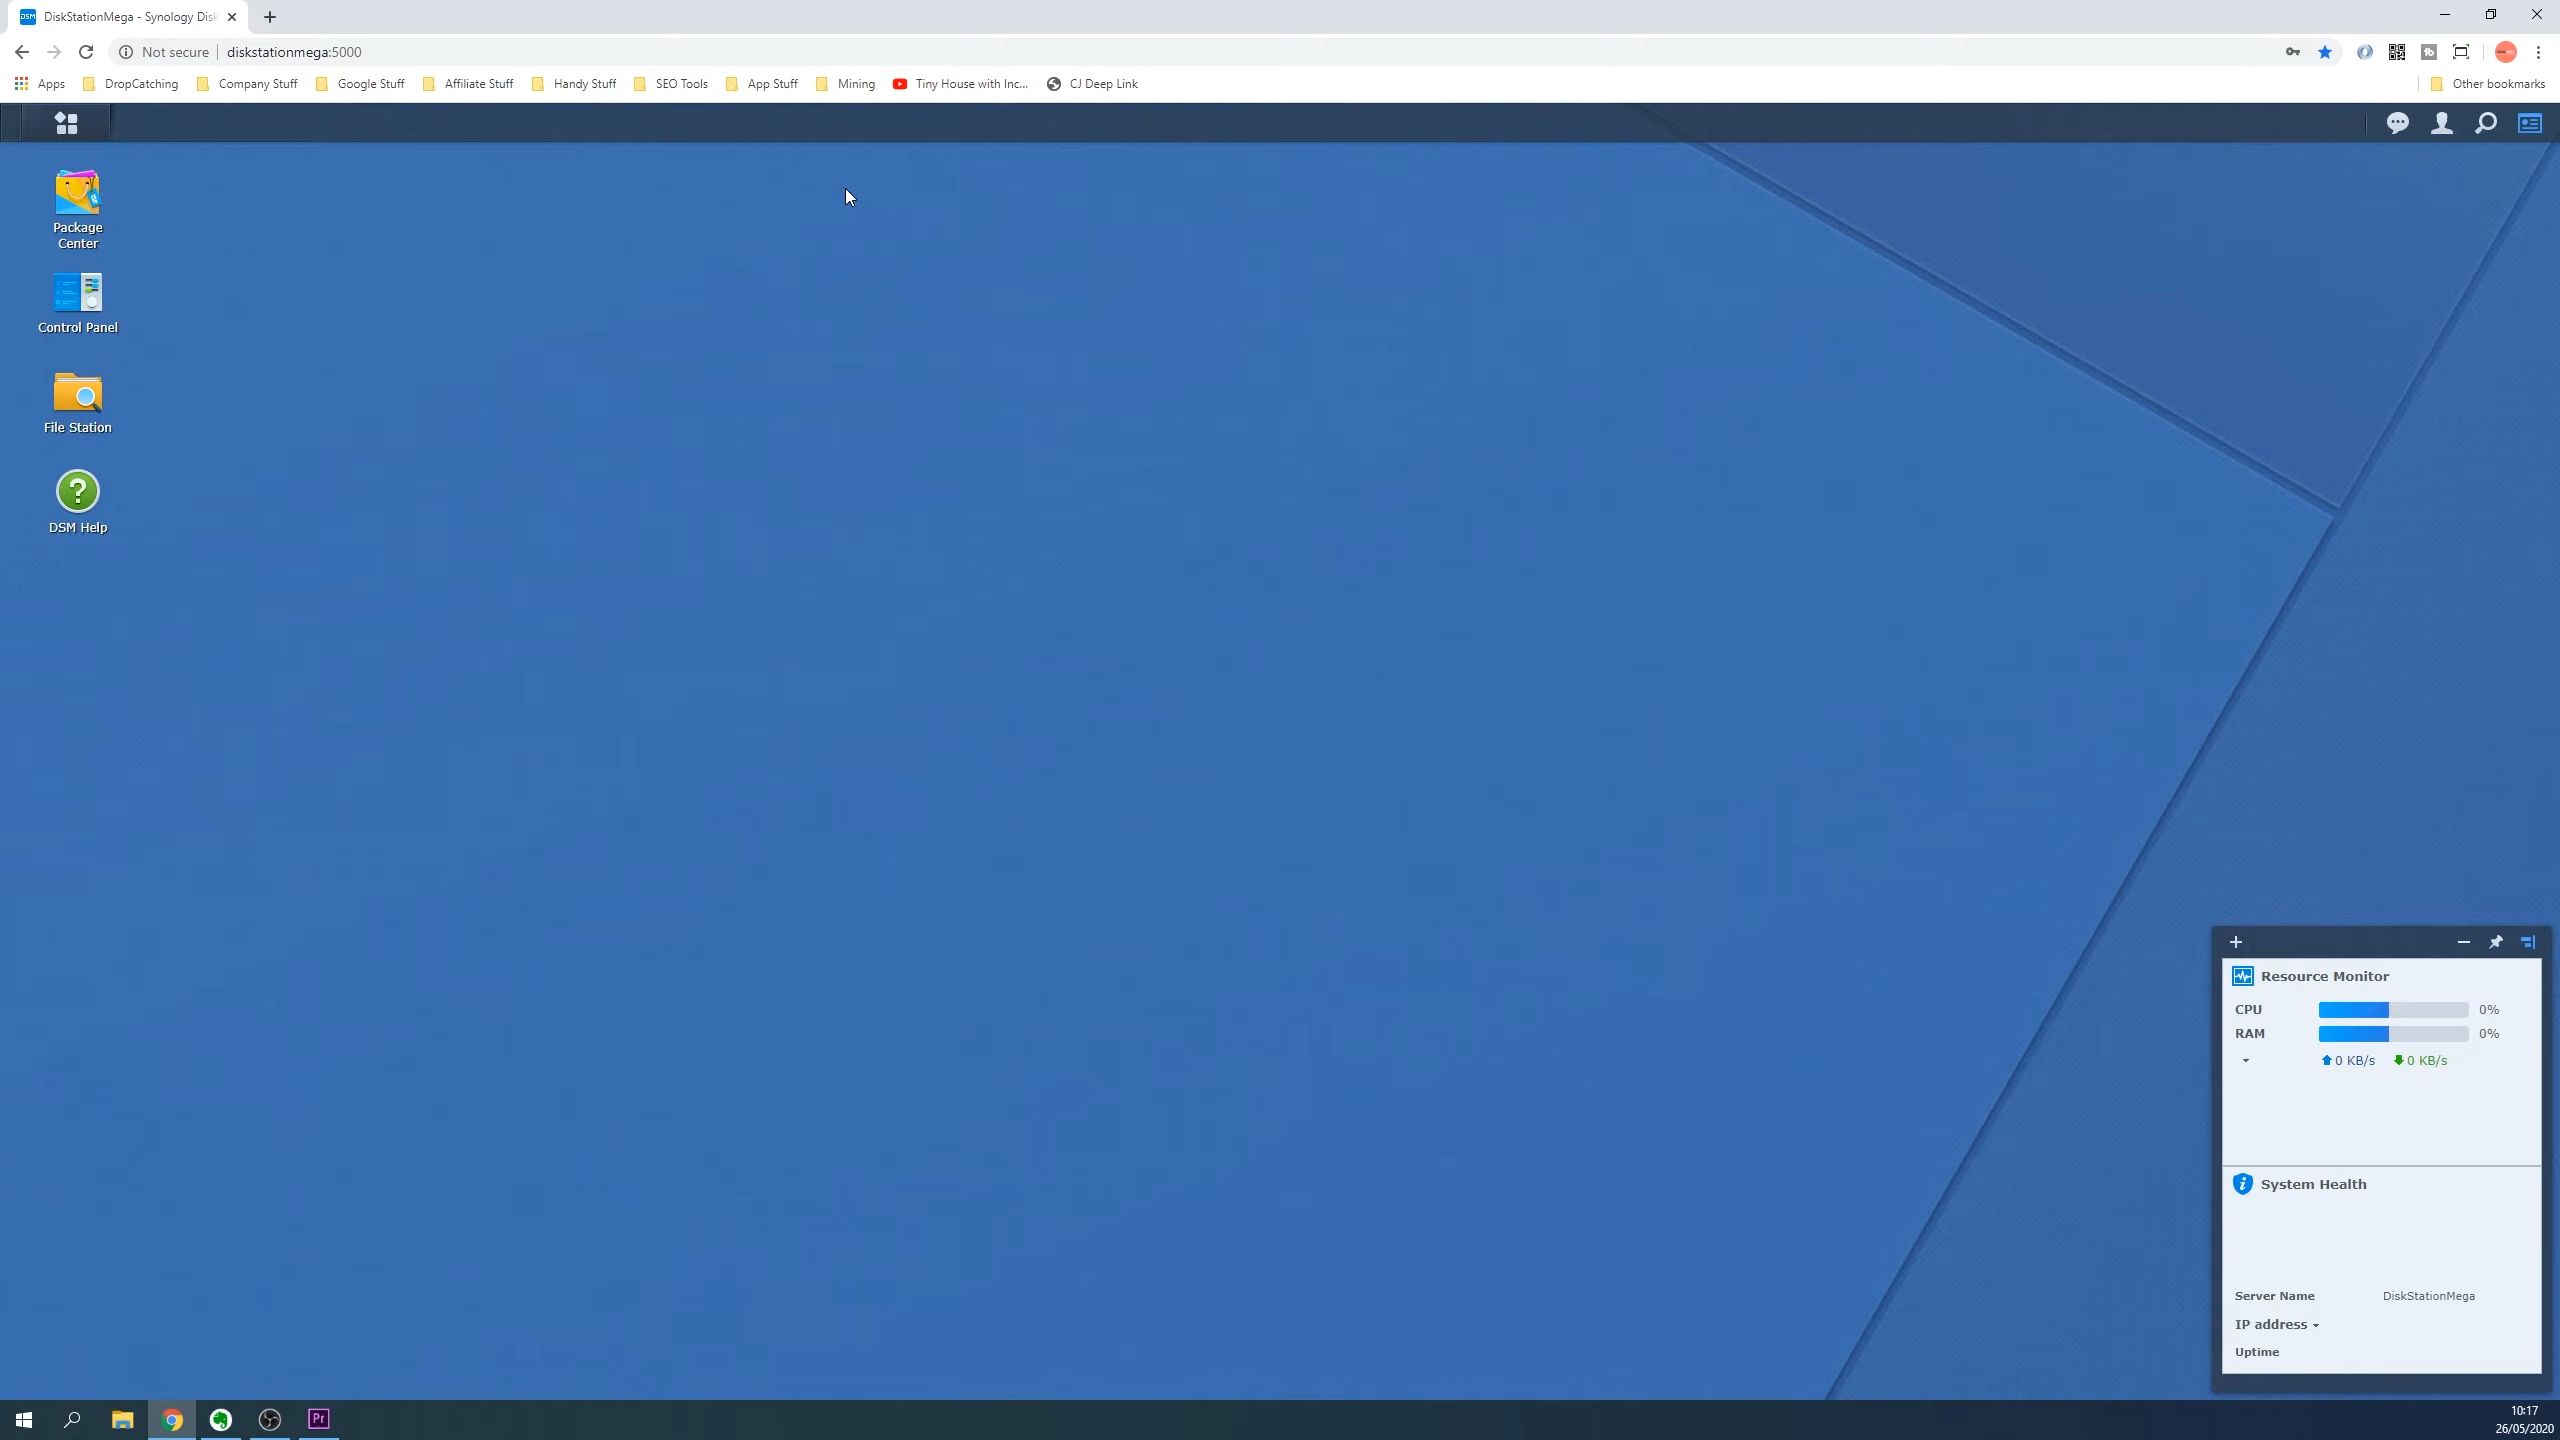 DSM DiskStationMega - Synology Disk
Not secure diskstationmega:5000
Apps DropCatching Company Stuff Google Stuff Affiliate Stuff Handy Stuff SEO Tools App Stuff Mining Tiny House with Inc... CJ Deep Link Other bookmarks
Package
Center
Control Panel
File Station
DSM Help
Resource Monitor
CPU 0%
RAM 0%
0 KB/s 0 KB/s
System Health
Server Name DiskStationMega
IP address
Uptime
Pr
10:17
26/05/2020